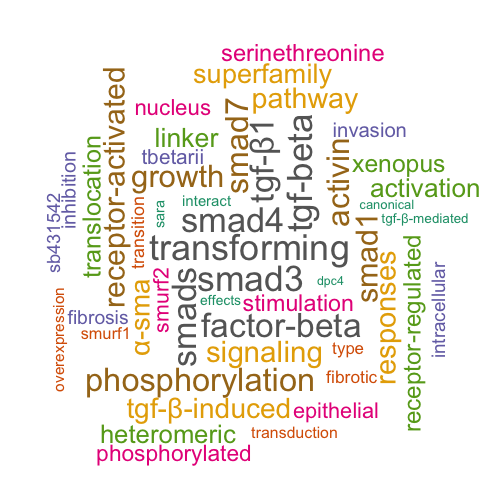 serinethreonine
superfamily
pathway
nucleus
receptor-activated
smad7
tgf-β1
tgf-beta
linker
invasion
tbetarii
activin
xenopus
growth
activation
translocation
inhibition
sb431542
transition
sara
interact
canonical
smad4
tgf-β-mediated
transforming
smad1
receptor-regulated
intracellular
responses
smad3
dpc4
α-sma
smurf2
smads
effects
stimulation
overexpression
fibrosis
smurf1
factor-beta
signaling
type
phosphorylation
fibrotic
tgf-β-induced
epithelial
heteromeric
transduction
phosphorylated